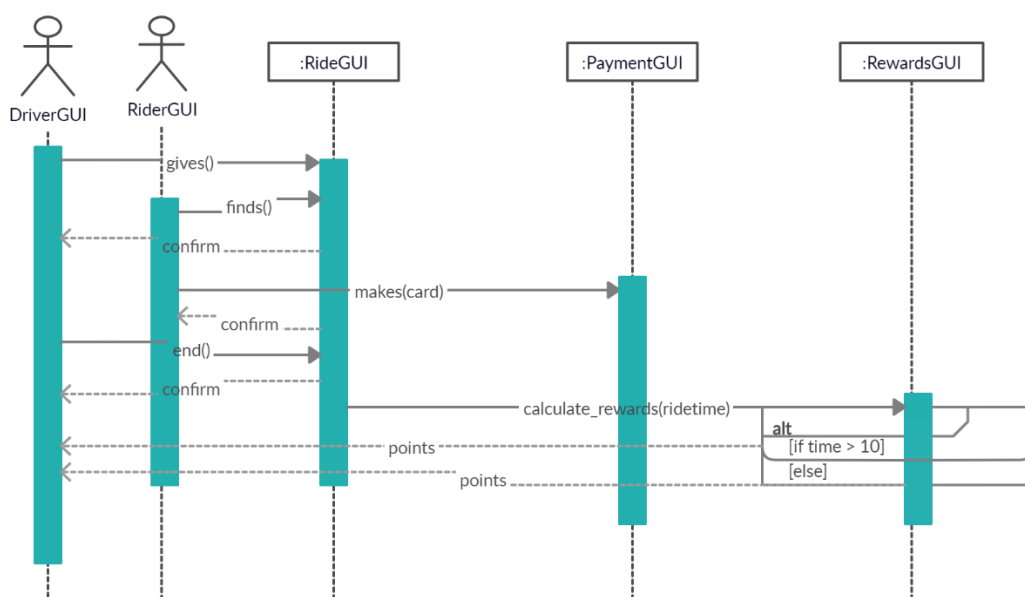 :RideGUI
:PaymentGUI
:RewardsGUI
DriverGUI
RiderGUI
gives()
finds()
confirm
makes(card)
confirm
end()
confirm
calculate_rewards(ridetime)
alt
points
[if time > 10]
[else]
points